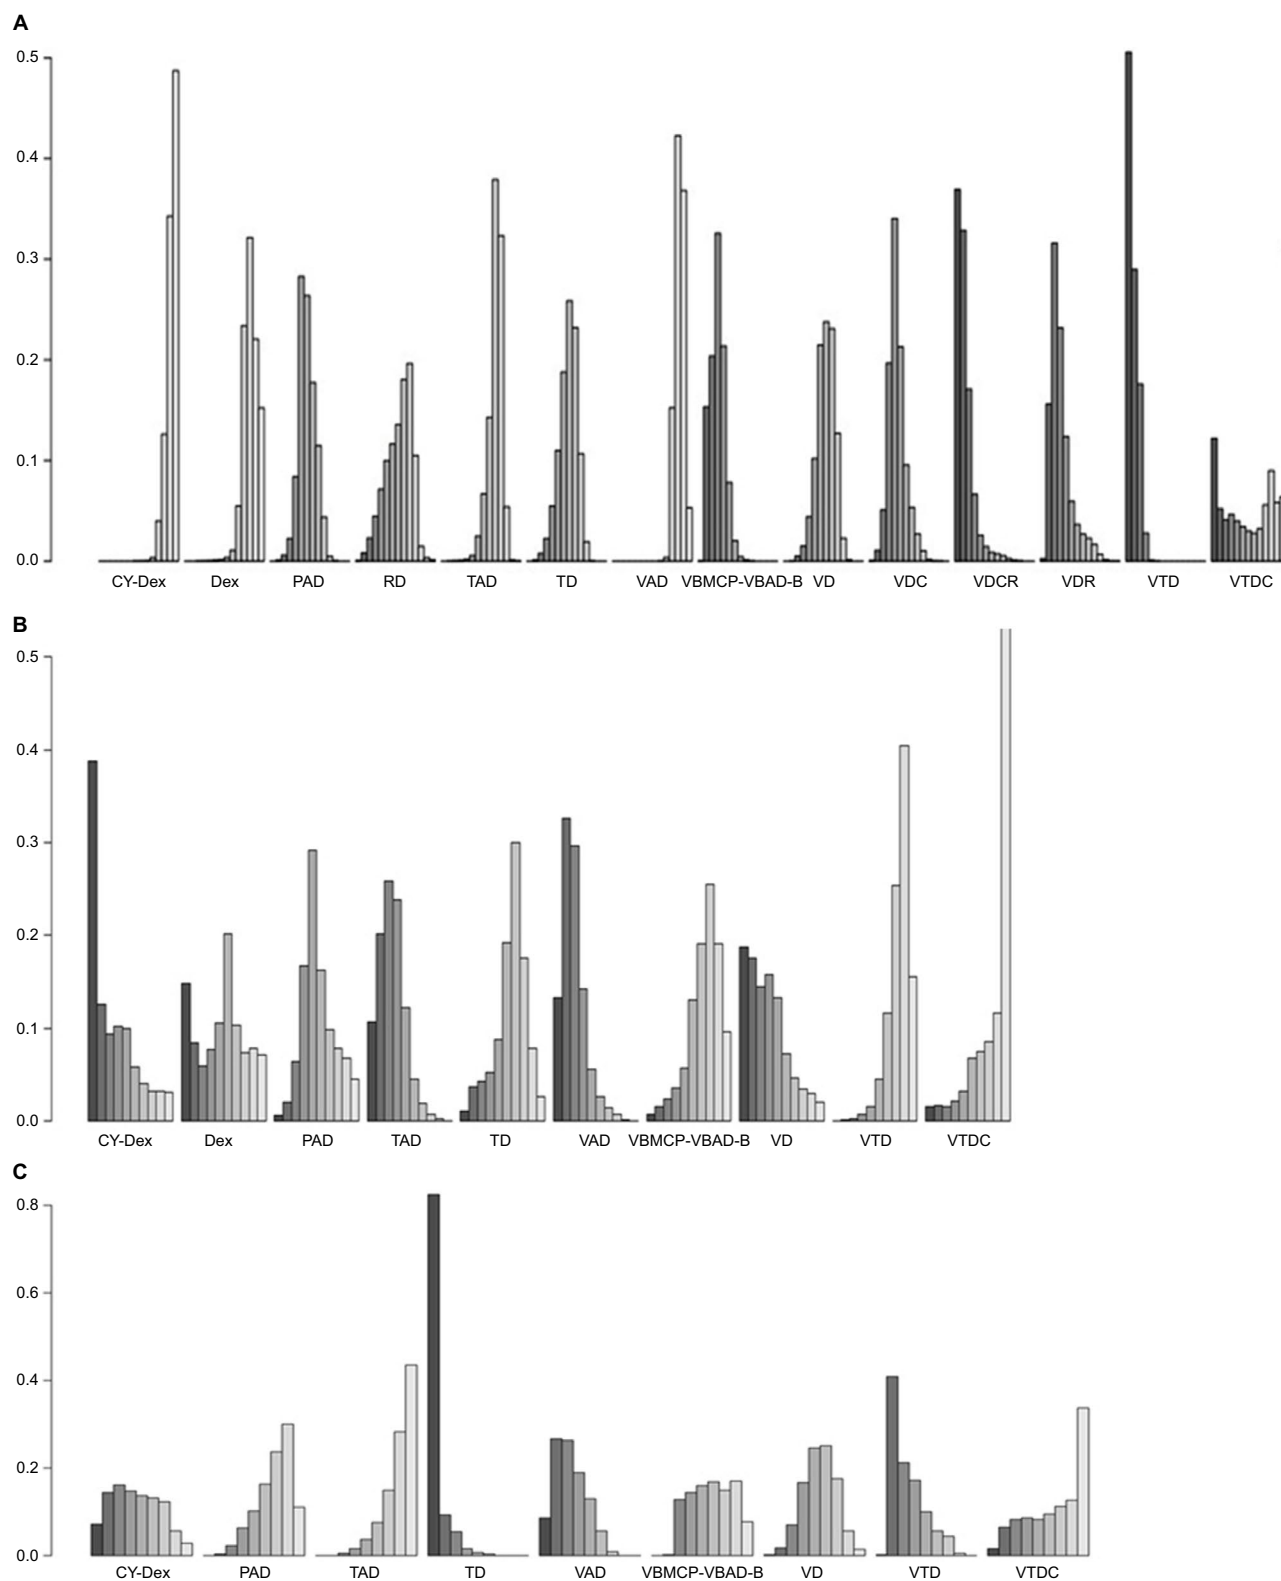 A
0.5
0.4
0.3
0.2
0.1
0.0
CY-Dex Dex PAD RD TAD TD VAD VBMCP-VBAD-B VD VDC VDCR VDR VTD VTDC
B
0.5
0.4
0.3
0.2
0.1
0.0
CY-Dex Dex PAD TAD TD VAD VBMCP-VBAD-B VD VTD VTDC
C
0.8
0.6
0.4
0.2
0.0
CY-Dex PAD TAD TD VAD VBMCP-VBAD-B VD VTD VTDC